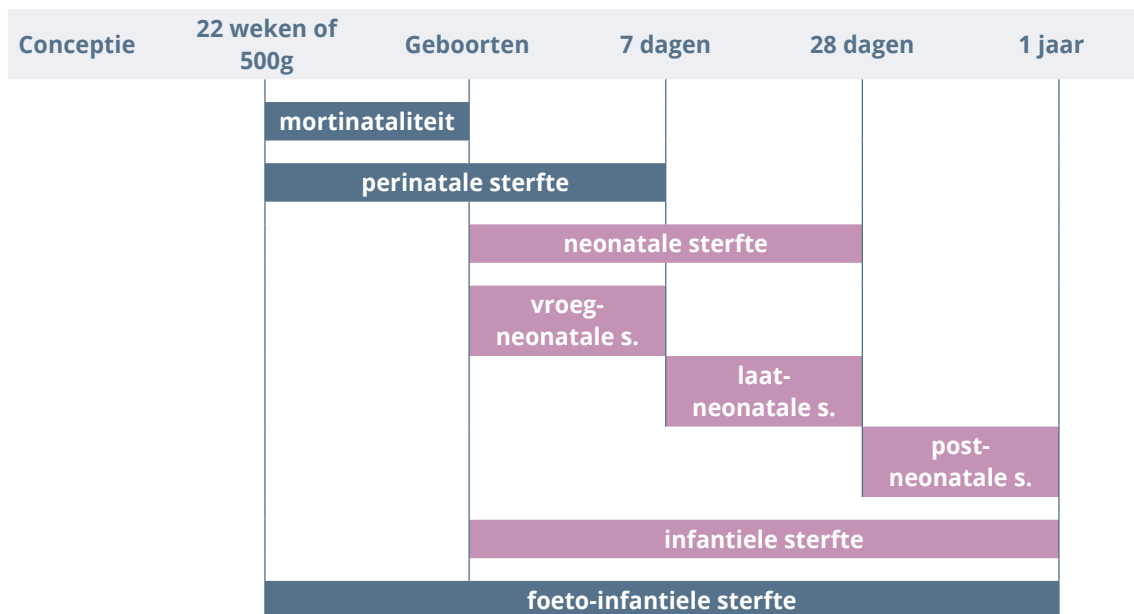 Conceptie
22 weken of
500g
Geboorten
7 dagen
28 dagen
1 jaar
mortinataliteit
perinatale sterfte
neonatale sterfte
vroeg-
neonatale s.
laat-
neonatale s.
post-
neonatale s.
infantiele sterfte
foeto-infantiele sterfte